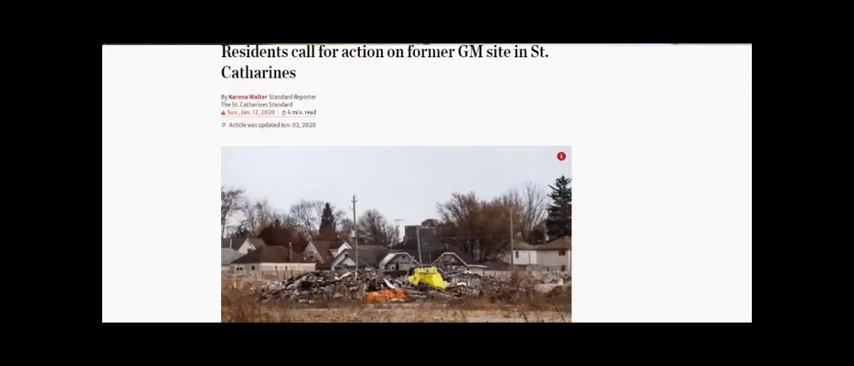 Residents call for action on former GM site in St.
Catharines
By Karena Walter Standard Reporter
The St. Catharines Standard
Sun., Jan. 12, 2020 | 4 min. read
Article was updated Jun. 02, 2020